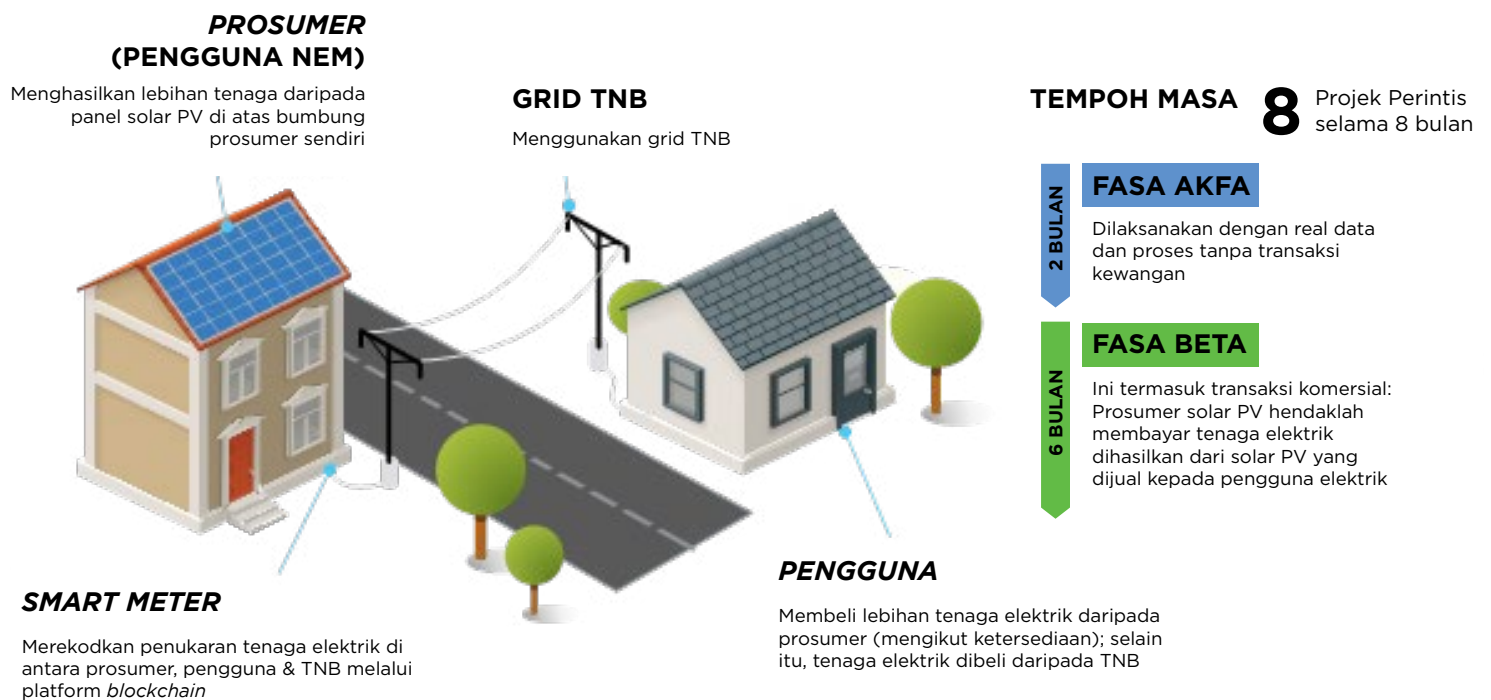 PROSUMER
(PENGGUNA NEM)
Menghasilkan lebihan tenaga daripada
panel solar PV di atas bumbung
prosumer sendiri
GRID TNB
Menggunakan grid TNB
TEMPOH MASA
8
Projek Perintis
selama 8 bulan
2 BULAN
FASA AKFA
Dilaksanakan dengan real data
dan proses tanpa transaksi
kewangan
6 BULAN
FASA BETA
Ini termasuk transaksi komersial:
Prosumer solar PV hendaklah
membayar tenaga elektrik
dihasilkan dari solar PV yang
dijual kepada pengguna elektrik
SMART METER
Merekodkan penukaran tenaga elektrik di
antara prosumer, pengguna & TNB melalui
platform blockchain
PENGGUNA
Membeli lebihan tenaga elektrik daripada
prosumer (mengikut ketersediaan); selain
itu, tenaga elektrik dibeli daripada TNB